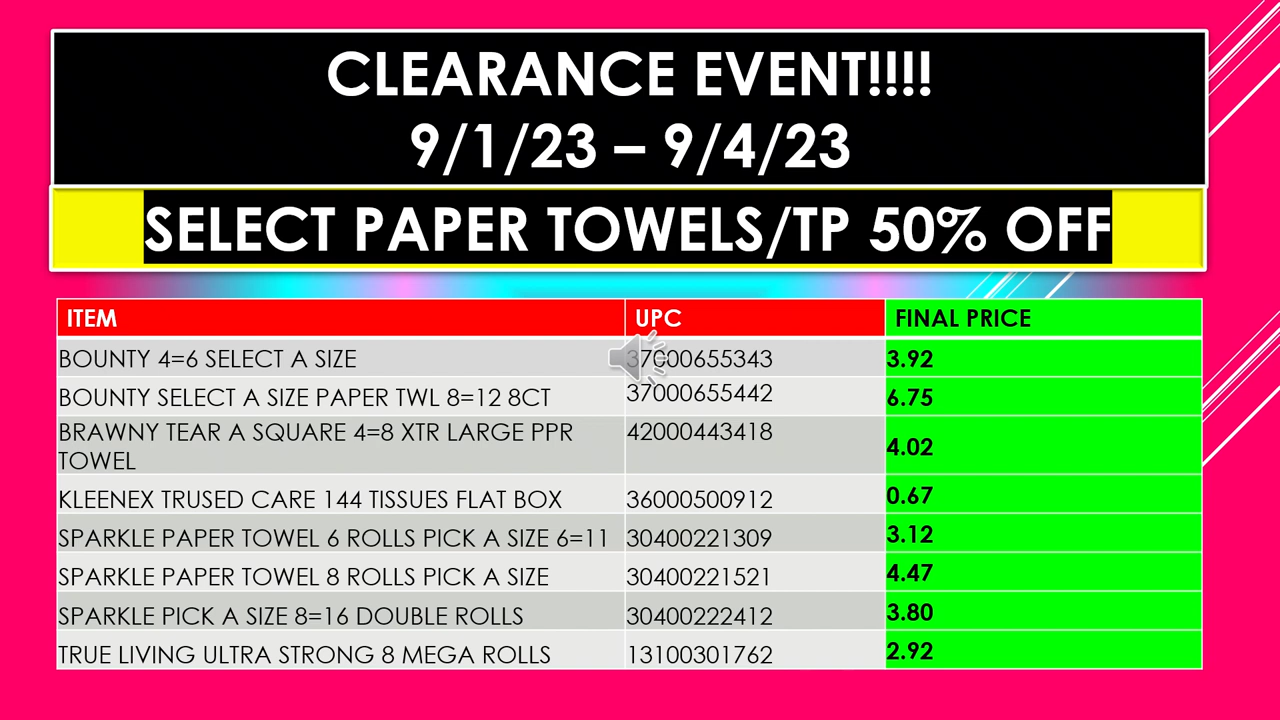 CLEARANCE EVENT!!!!
9/1/23 – 9/4/23
SELECT PAPER TOWELS/TP 50% OFF
ITEM UPC FINAL PRICE
BOUNTY 4=6 SELECT A SIZE 37000655343 3.92
BOUNTY SELECT A SIZE PAPER TWL 8=12 8CT 37000655442 6.75
BRAWNY TEAR A SQUARE 4=8 XTR LARGE PPR
TOWEL 42000443418 4.02
KLEENEX TRUSED CARE 144 TISSUES FLAT BOX 36000500912 0.67
SPARKLE PAPER TOWEL 6 ROLLS PICK A SIZE 6=11 30400221309 3.12
SPARKLE PAPER TOWEL 8 ROLLS PICK A SIZE 30400221521 4.47
SPARKLE PICK A SIZE 8=16 DOUBLE ROLLS 30400222412 3.80
TRUE LIVING ULTRA STRONG 8 MEGA ROLLS 13100301762 2.92